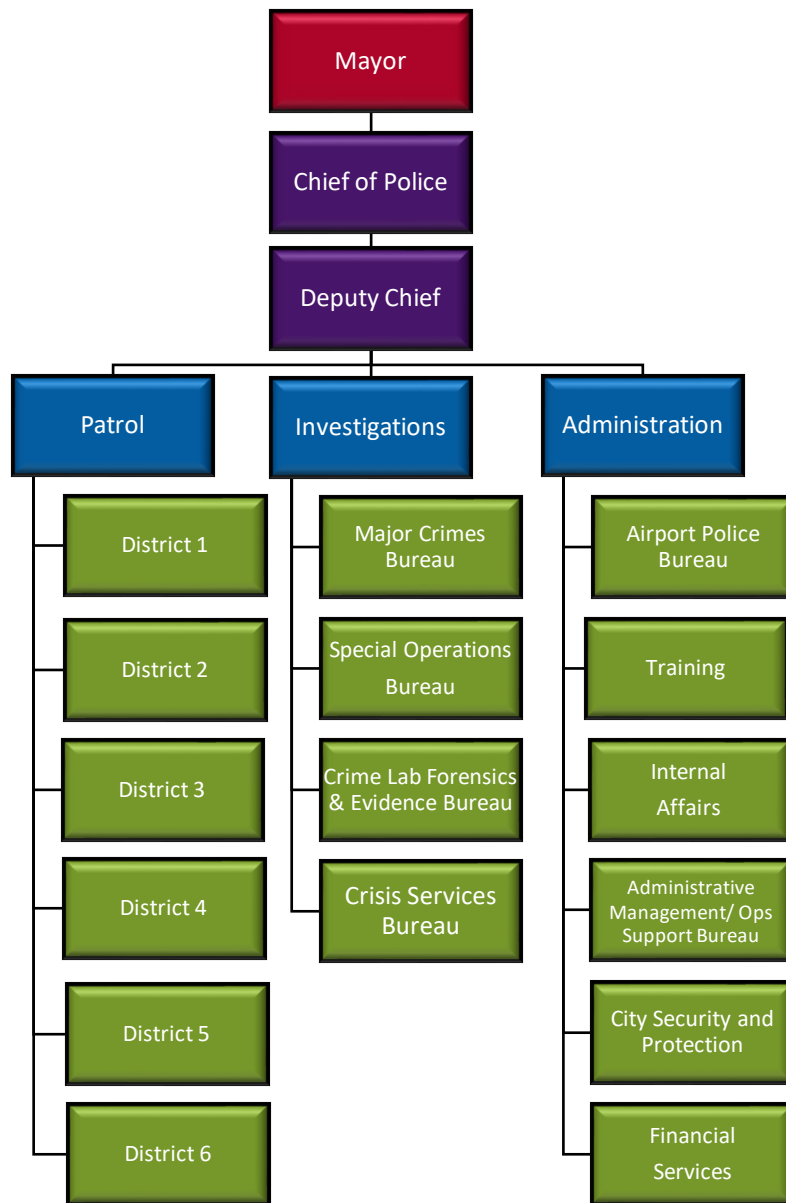 Mayor
Chief of Police
Deputy Chief
Patrol
Investigations
Administration
District 1
District 2
District 3
District 4
District 5
District 6
Major Crimes
Bureau
Special Operations
Bureau
Crime Lab Forensics
& Evidence Bureau
Crisis Services
Bureau
Airport Police
Bureau
Training
Internal
Affairs
Administrative
Management/ Ops
Support Bureau
City Security and
Protection
Financial
Services